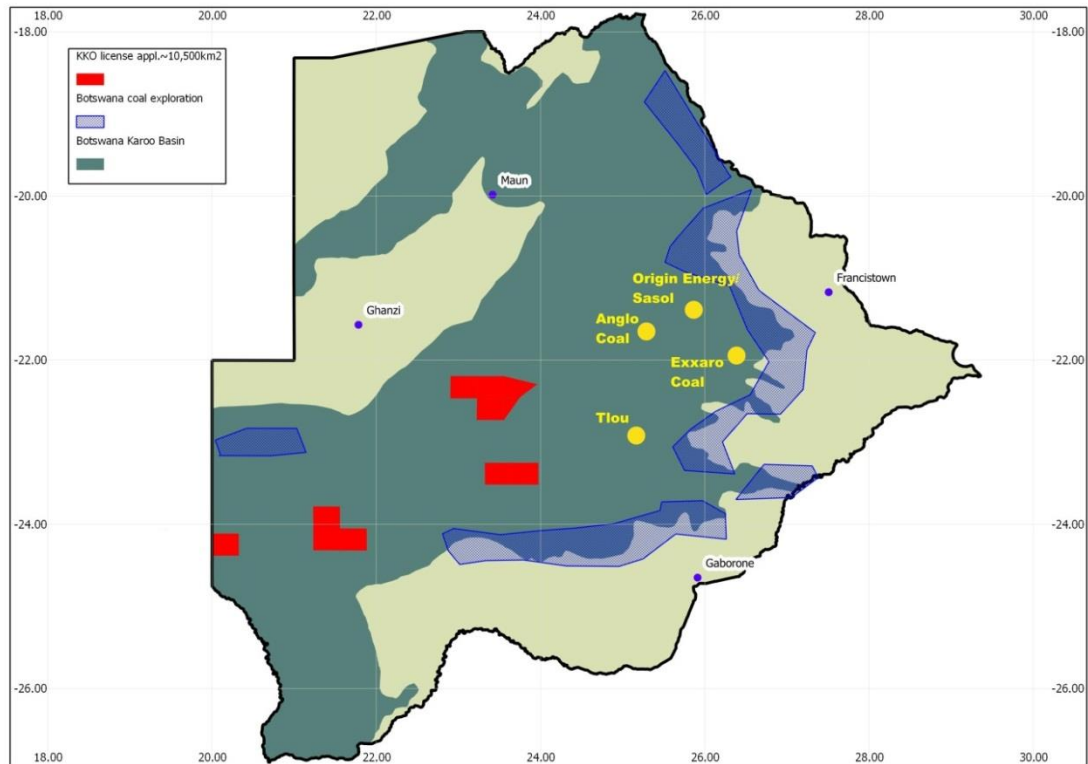 18.00 20.00 22.00 24.00 26.00 28.00 30.00
-18.00 -18.00
KKO license appl.~10,500km2
Botswana coal exploration
Botswana Karoo Basin
Maun
-20.00 -20.00
Origin Energy/
Sasol
Francistown
Anglo
Coal
Ghanzi
-22.00 -22.00
Exxaro
Coal
Tlou
-24.00 -24.00
Gaborone
-26.00 -26.00
18.00 20.00 22.00 24.00 26.00 28.00 30.00